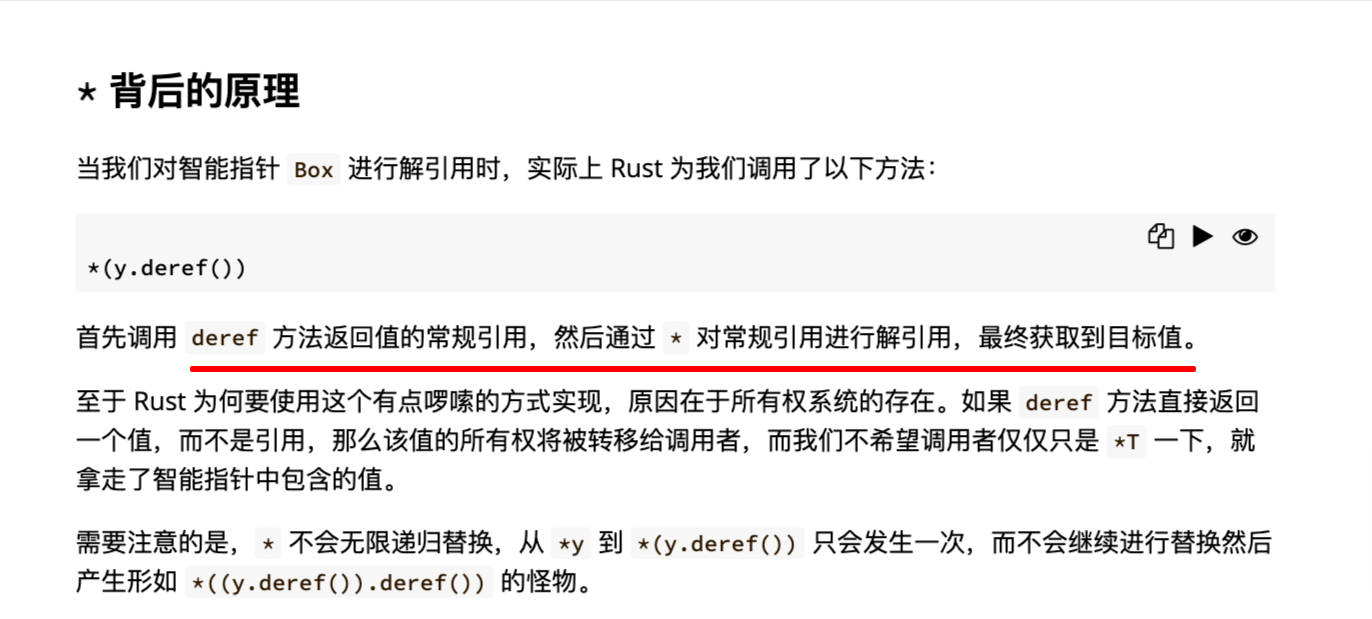 * 背后的原理
当我们对智能指针 Box 进行解引用时，实际上 Rust 为我们调用了以下方法：
*(y.deref())
首先调用 deref 方法返回值的常规引用，然后通过 * 对常规引用进行解引用，最终获取到目标值。
至于 Rust 为何要使用这个有点啰嗦的方式实现，原因在于所有权系统的存在。如果 deref 方法直接返回
一个值，而不是引用，那么该值的所有权将被转移给调用者，而我们不希望调用者仅仅只是 *T 一下，就
拿走了智能指针中包含的值。
需要注意的是， * 不会无限递归替换，从 *y 到 *(y.deref()) 只会发生一次，而不会继续进行替换然后
产生形如 *((y.deref()).deref()) 的怪物。